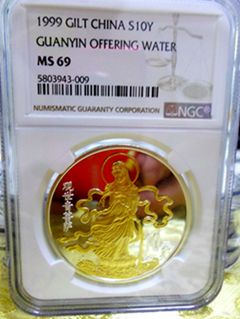 1999 GILT CHINA S10Y
GUANYIN OFFERING WATER
MS 69
5803943-009
NUMISMATIC GUARANTY CORPORATION
NGC